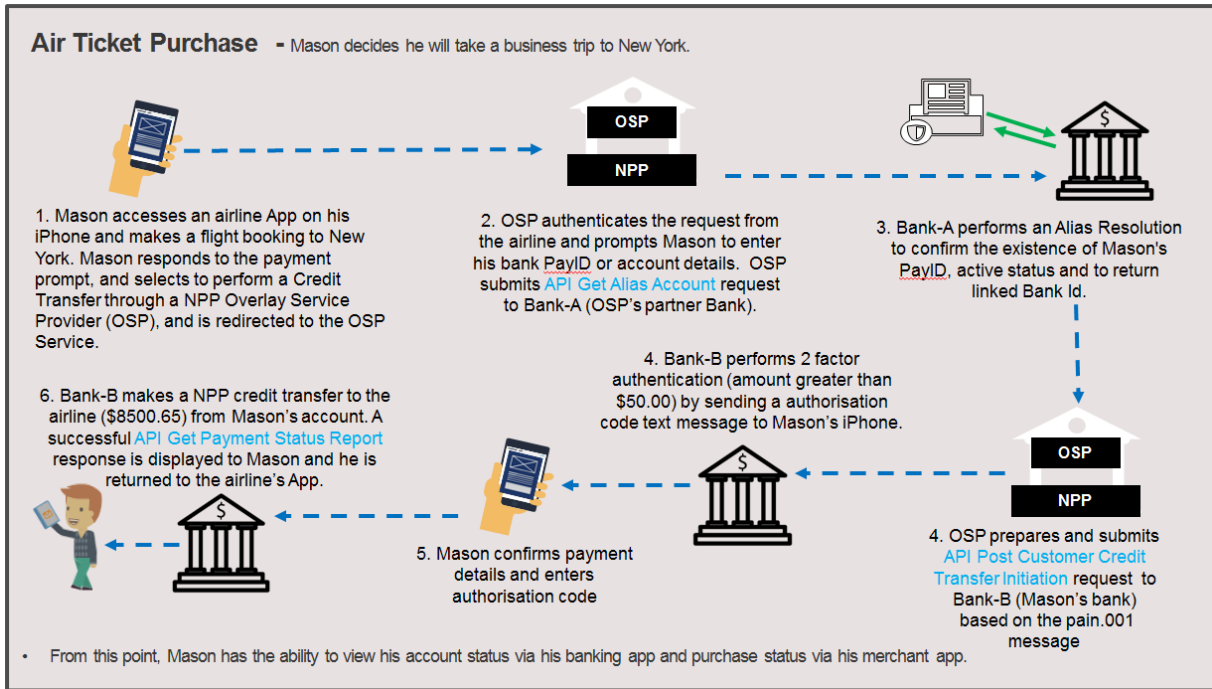 Air Ticket Purchase - Mason decides he will take a business trip to New York.
OSP
NPP
$
1. Mason accesses an airline App on his
iPhone and makes a flight booking to New
York. Mason responds to the payment
prompt, and selects to perform a Credit
Transfer through a NPP Overlay Service
Provider (OSP), and is redirected to the OSP
Service.
2. OSP authenticates the request from
the airline and prompts Mason to enter
his bank PayID or account details. OSP
submits API Get Alias Account request
to Bank-A (OSP's partner Bank).
3. Bank-A performs an Alias Resolution
to confirm the existence of Mason's
PayID, active status and to return
linked Bank Id.
OSP
NPP
4. OSP prepares and submits
API Post Customer Credit
Transfer Initiation request to
Bank-B (Mason's bank)
based on the pain.001
message
4. Bank-B performs 2 factor
authentication (amount greater than
$50.00) by sending a authorisation
code text message to Mason's iPhone.
$
5. Mason confirms payment
details and enters
authorisation code
6. Bank-B makes a NPP credit transfer to the
airline ($8500.65) from Mason's account. A
successful API Get Payment Status Report
response is displayed to Mason and he is
returned to the airline's App.
$
• From this point, Mason has the ability to view his account status via his banking app and purchase status via his merchant app.